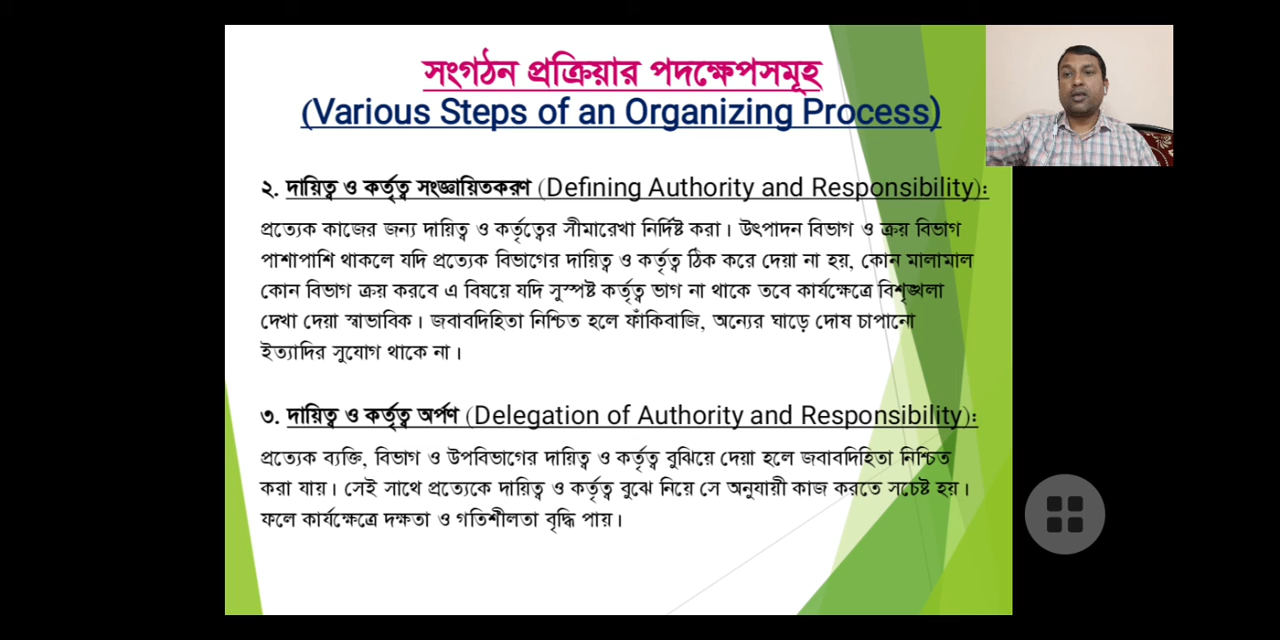 সংগঠন প্রক্রিয়ার পদক্ষেপসমূহ
(Various Steps of an Organizing Process)
২. দায়িত্ব ও কর্তৃত্ব সংজ্ঞায়িতকরণ (Defining Authority and Responsibility):
প্রত্যেক কাজের জন্য দায়িত্ব ও কর্তৃত্বের সীমারেখা নির্দিষ্ট করা। উৎপাদন বিভাগ ও ক্রয় বিভাগ
পাশাপাশি থাকলে যদি প্রত্যেক বিভাগের দায়িত্ব ও কর্তৃত্ব ঠিক করে দেয়া না হয়, কোন মালামাল
কোন বিভাগ ক্রয় করবে এ বিষয়ে যদি সুস্পষ্ট কর্তৃত্ব ভাগ না থাকে তবে কার্যক্ষেত্রে বিশৃঙ্খলা
দেখা দেয়া স্বাভাবিক। জবাবদিহিতা নিশ্চিত হলে ফাঁকিবাজি, অন্যের ঘাড়ে দোষ চাপানো
ইত্যাদির সুযোগ থাকে না।
৩. দায়িত্ব ও কর্তৃত্ব অর্পণ (Delegation of Authority and Responsibility):
প্রত্যেক ব্যক্তি, বিভাগ ও উপবিভাগের দায়িত্ব ও কর্তৃত্ব বুঝিয়ে দেয়া হলে জবাবদিহিতা নিশ্চিত
করা যায়। সেই সাথে প্রত্যেকে দায়িত্ব ও কর্তৃত্ব বুঝে নিয়ে সে অনুযায়ী কাজ করতে সচেষ্ট হয়।
ফলে কার্যক্ষেত্রে দক্ষতা ও গতিশীলতা বৃদ্ধি পায়।